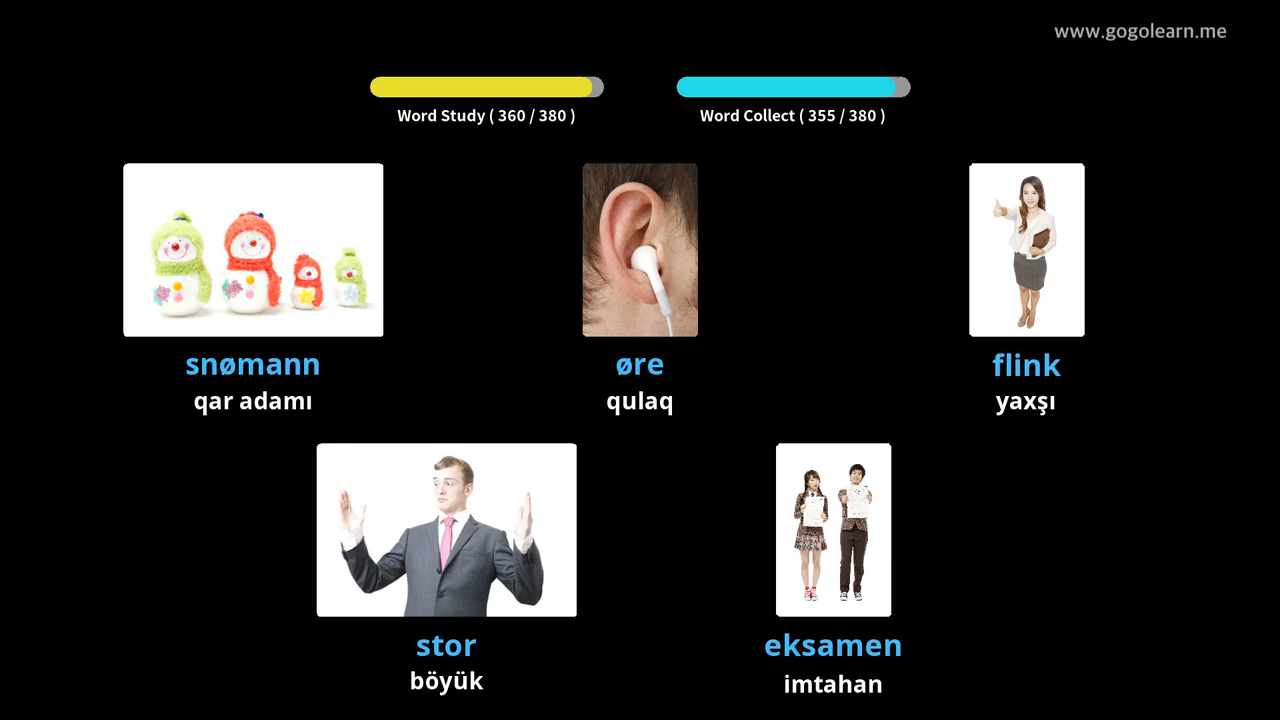 www.gogolearn.me
Word Study ( 360 / 380 )
Word Collect ( 355 / 380 )
snømann
qar adamı
øre
qulaq
flink
yaxşı
stor
böyük
eksamen
imtahan